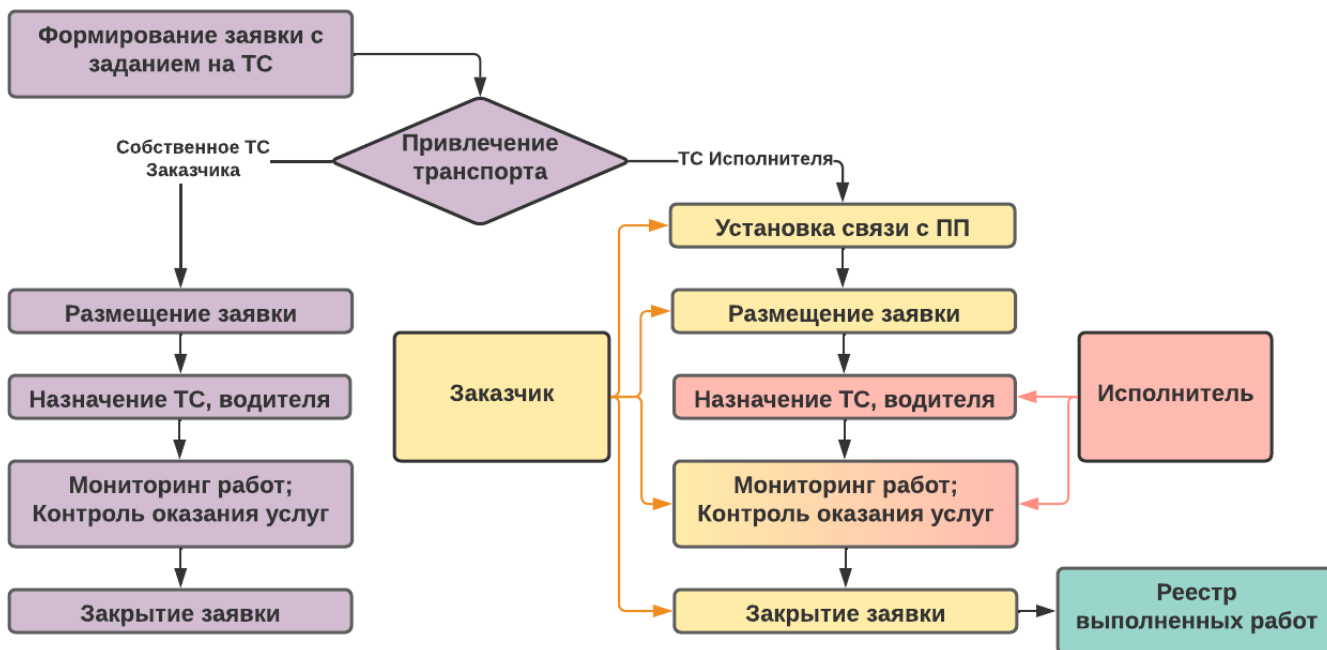 Формирование заявки с
заданием на ТС
Привлечение
транспорта
Собственное ТС
Заказчика
ТС Исполнителя
Размещение заявки
Назначение ТС, водителя
Мониторинг работ;
Контроль оказания услуг
Закрытие заявки
Заказчик
Установка связи с ПП
Размещение заявки
Назначение ТС, водителя
Мониторинг работ;
Контроль оказания услуг
Закрытие заявки
Исполнитель
Реестр
выполненных работ